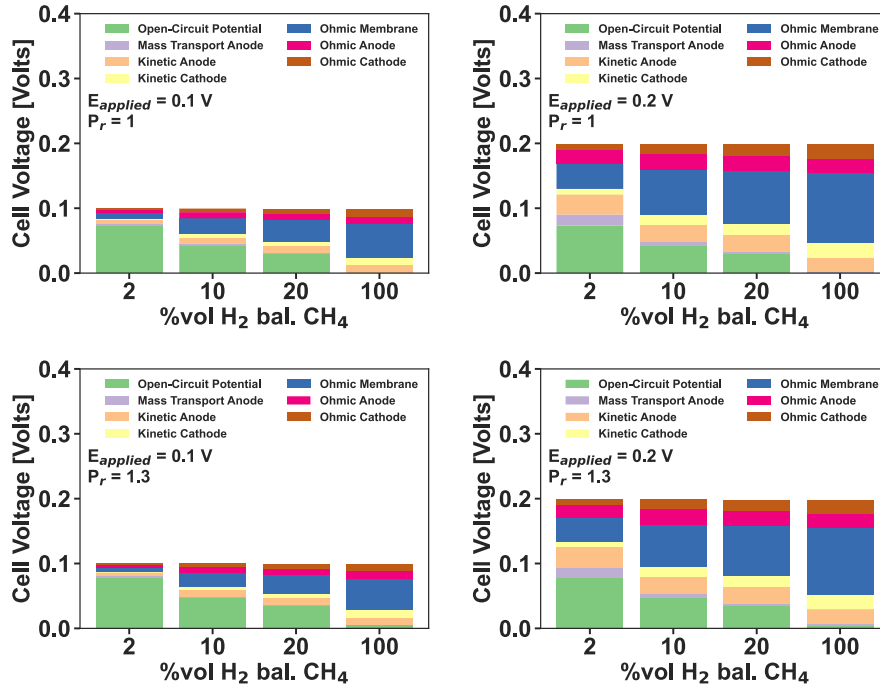 0.4
0.3
0.2
0.1
0.0
Cell Voltage [Volts]
Open-Circuit Potential
Mass Transport Anode
Kinetic Anode
Kinetic Cathode
Ohmic Membrane
Ohmic Anode
Ohmic Cathode
E_applied = 0.1 V
P_r = 1
2 10 20 100
%vol H₂ bal. CH₄
0.4
0.3
0.2
0.1
0.0
Cell Voltage [Volts]
Open-Circuit Potential
Mass Transport Anode
Kinetic Anode
Kinetic Cathode
Ohmic Membrane
Ohmic Anode
Ohmic Cathode
E_applied = 0.2 V
P_r = 1
2 10 20 100
%vol H₂ bal. CH₄
0.4
0.3
0.2
0.1
0.0
Cell Voltage [Volts]
Open-Circuit Potential
Mass Transport Anode
Kinetic Anode
Kinetic Cathode
Ohmic Membrane
Ohmic Anode
Ohmic Cathode
E_applied = 0.1 V
P_r = 1.3
2 10 20 100
%vol H₂ bal. CH₄
0.4
0.3
0.2
0.1
0.0
Cell Voltage [Volts]
Open-Circuit Potential
Mass Transport Anode
Kinetic Anode
Kinetic Cathode
Ohmic Membrane
Ohmic Anode
Ohmic Cathode
E_applied = 0.2 V
P_r = 1.3
2 10 20 100
%vol H₂ bal. CH₄